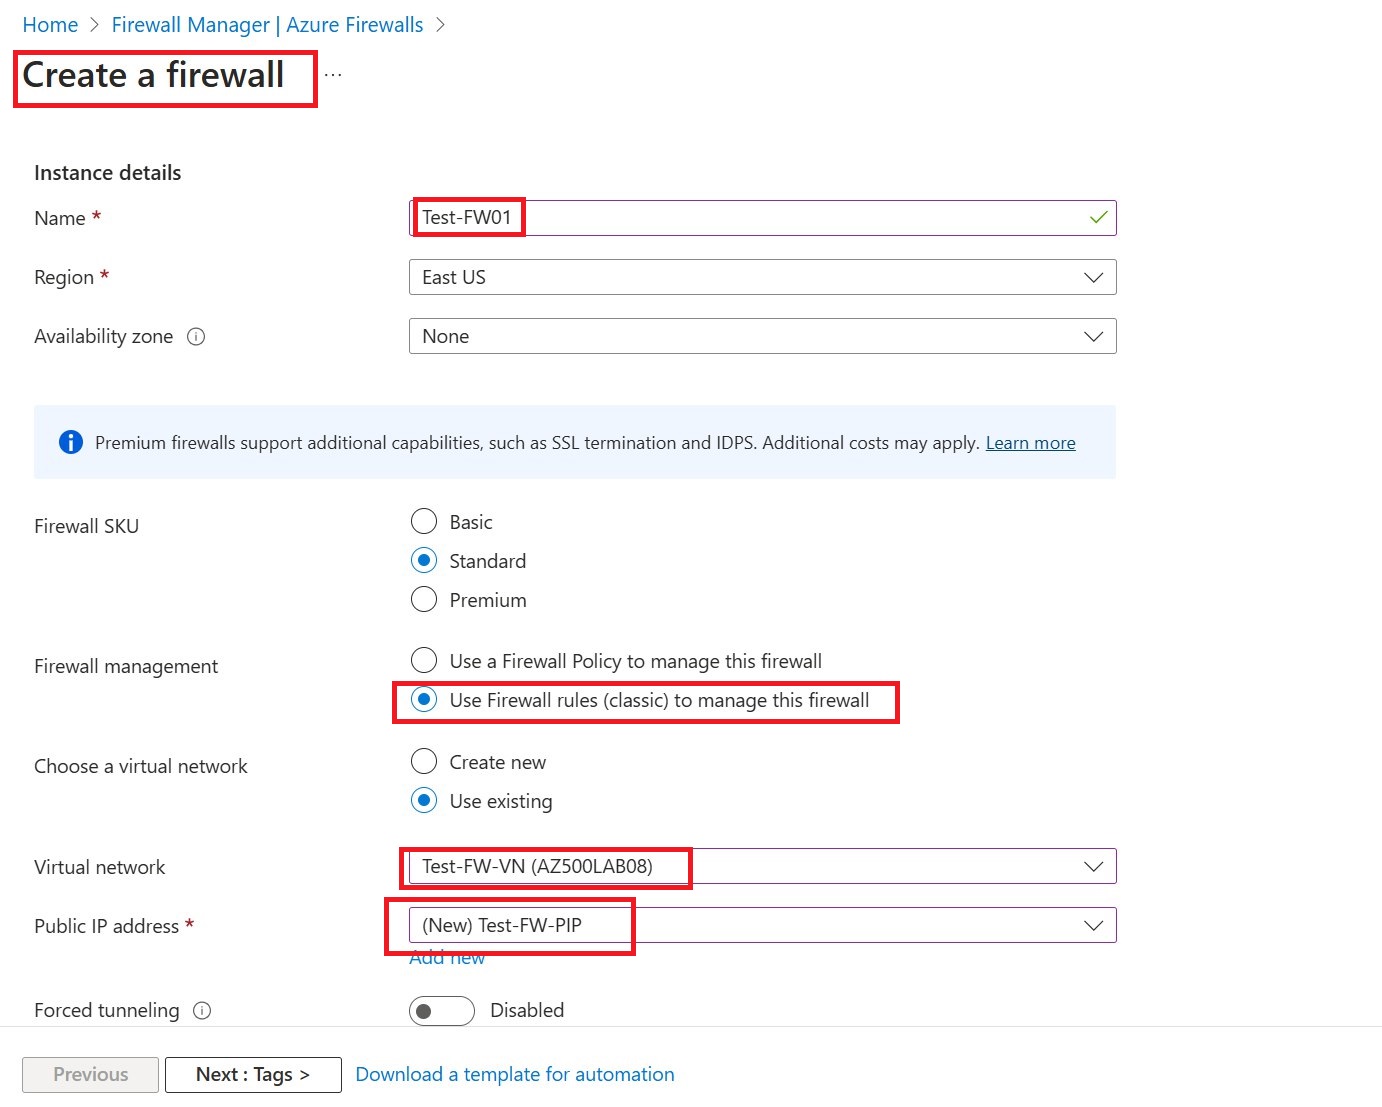 Home > Firewall Manager | Azure Firewalls >
Create a firewall ...
Instance details
Name * Test-FW01
Region * East US
Availability zone None
Premium firewalls support additional capabilities, such as SSL termination and IDPS. Additional costs may apply. Learn more
Firewall SKU Basic
Standard
Premium
Firewall management Use a Firewall Policy to manage this firewall
Use Firewall rules (classic) to manage this firewall
Choose a virtual network Create new
Use existing
Virtual network Test-FW-VN (AZ500LAB08)
Public IP address * (New) Test-FW-PIP
Add new
Forced tunneling Disabled
Previous Next : Tags > Download a template for automation